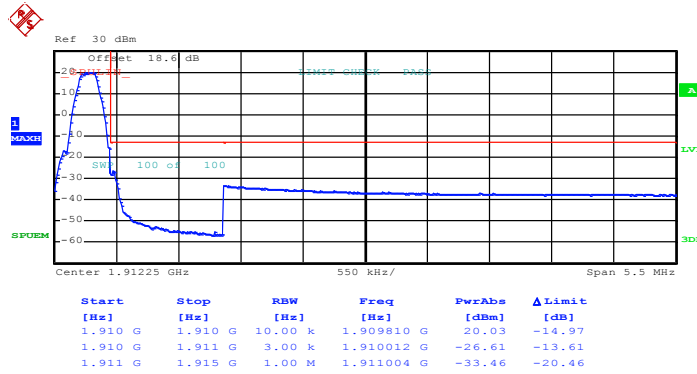 Ref 30 dBm
Offset 18.6 dB
20
LIMIT CHECK PASS
A
10
0
1
MAXH
-10
LVL
-20
SWP 100 of 100
-30
-40
-50
SPUEM
-60
3DB
Center 1.91225 GHz 550 kHz/ Span 5.5 MHz
Start Stop RBW Freq PwrAbs Δ Limit
[Hz] [Hz] [Hz] [Hz] [dBm] [dB]
1.910 G 1.910 G 10.00 k 1.909810 G 20.03 -14.97
1.910 G 1.911 G 3.00 k 1.910012 G -26.61 -13.61
1.911 G 1.915 G 1.00 M 1.911004 G -33.46 -20.46